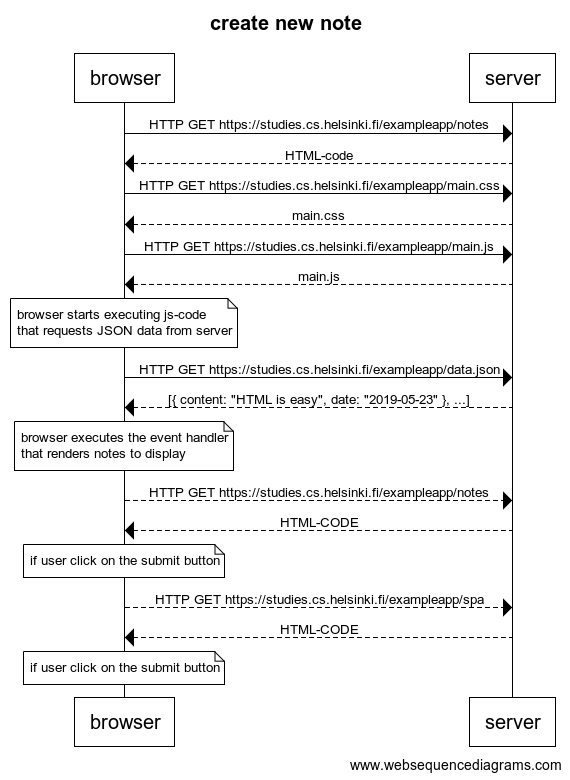 create new note
browser
server
HTTP GET https://studies.cs.helsinki.fi/exampleapp/notes
HTML-code
HTTP GET https://studies.cs.helsinki.fi/exampleapp/main.css
main.css
HTTP GET https://studies.cs.helsinki.fi/exampleapp/main.js
main.js
browser starts executing js-code
that requests JSON data from server
HTTP GET https://studies.cs.helsinki.fi/exampleapp/data.json
[{ content: "HTML is easy", date: "2019-05-23" }, ...]
browser executes the event handler
that renders notes to display
HTTP GET https://studies.cs.helsinki.fi/exampleapp/notes
HTML-CODE
if user click on the submit button
HTTP GET https://studies.cs.helsinki.fi/exampleapp/spa
HTML-CODE
if user click on the submit button
browser
server
www.websequencediagrams.com